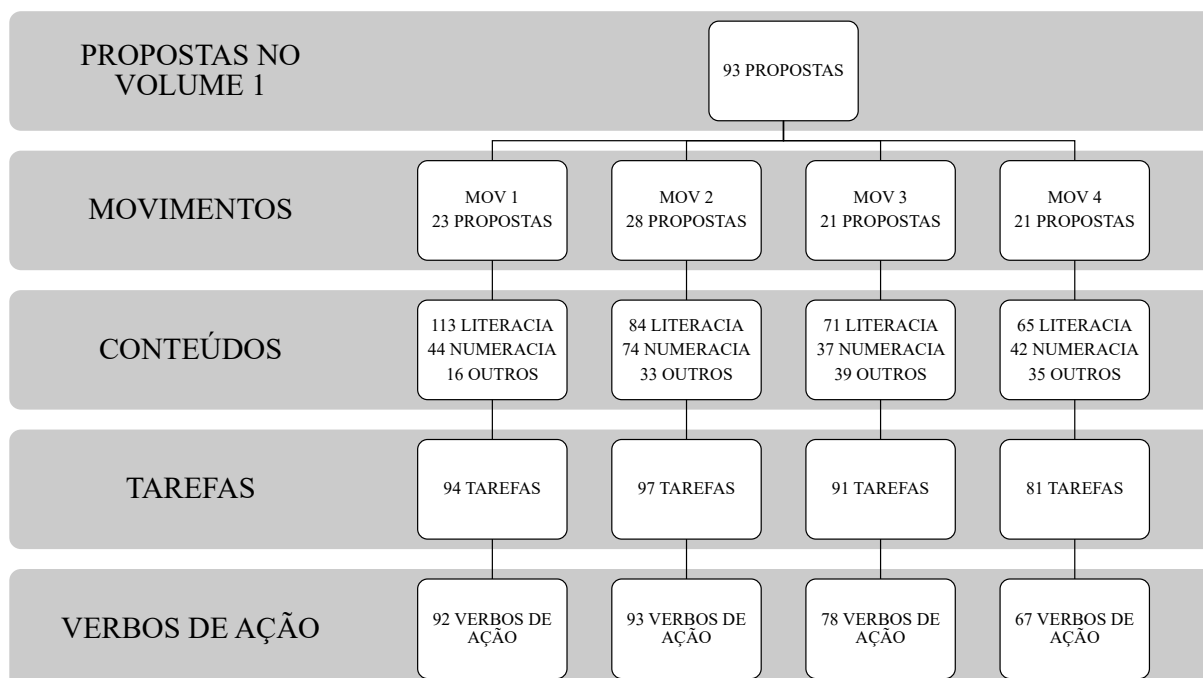 PROPOSTAS NO
VOLUME 1
93 PROPOSTAS
MOVIMENTOS
MOV 1
23 PROPOSTAS
MOV 2
28 PROPOSTAS
MOV 3
21 PROPOSTAS
MOV 4
21 PROPOSTAS
CONTEÚDOS
113 LITERACIA
44 NUMERACIA
16 OUTROS
84 LITERACIA
74 NUMERACIA
33 OUTROS
71 LITERACIA
37 NUMERACIA
39 OUTROS
65 LITERACIA
42 NUMERACIA
35 OUTROS
TAREFAS
94 TAREFAS
97 TAREFAS
91 TAREFAS
81 TAREFAS
VERBOS DE AÇÃO
92 VERBOS DE
AÇÃO
93 VERBOS DE
AÇÃO
78 VERBOS DE
AÇÃO
67 VERBOS DE
AÇÃO